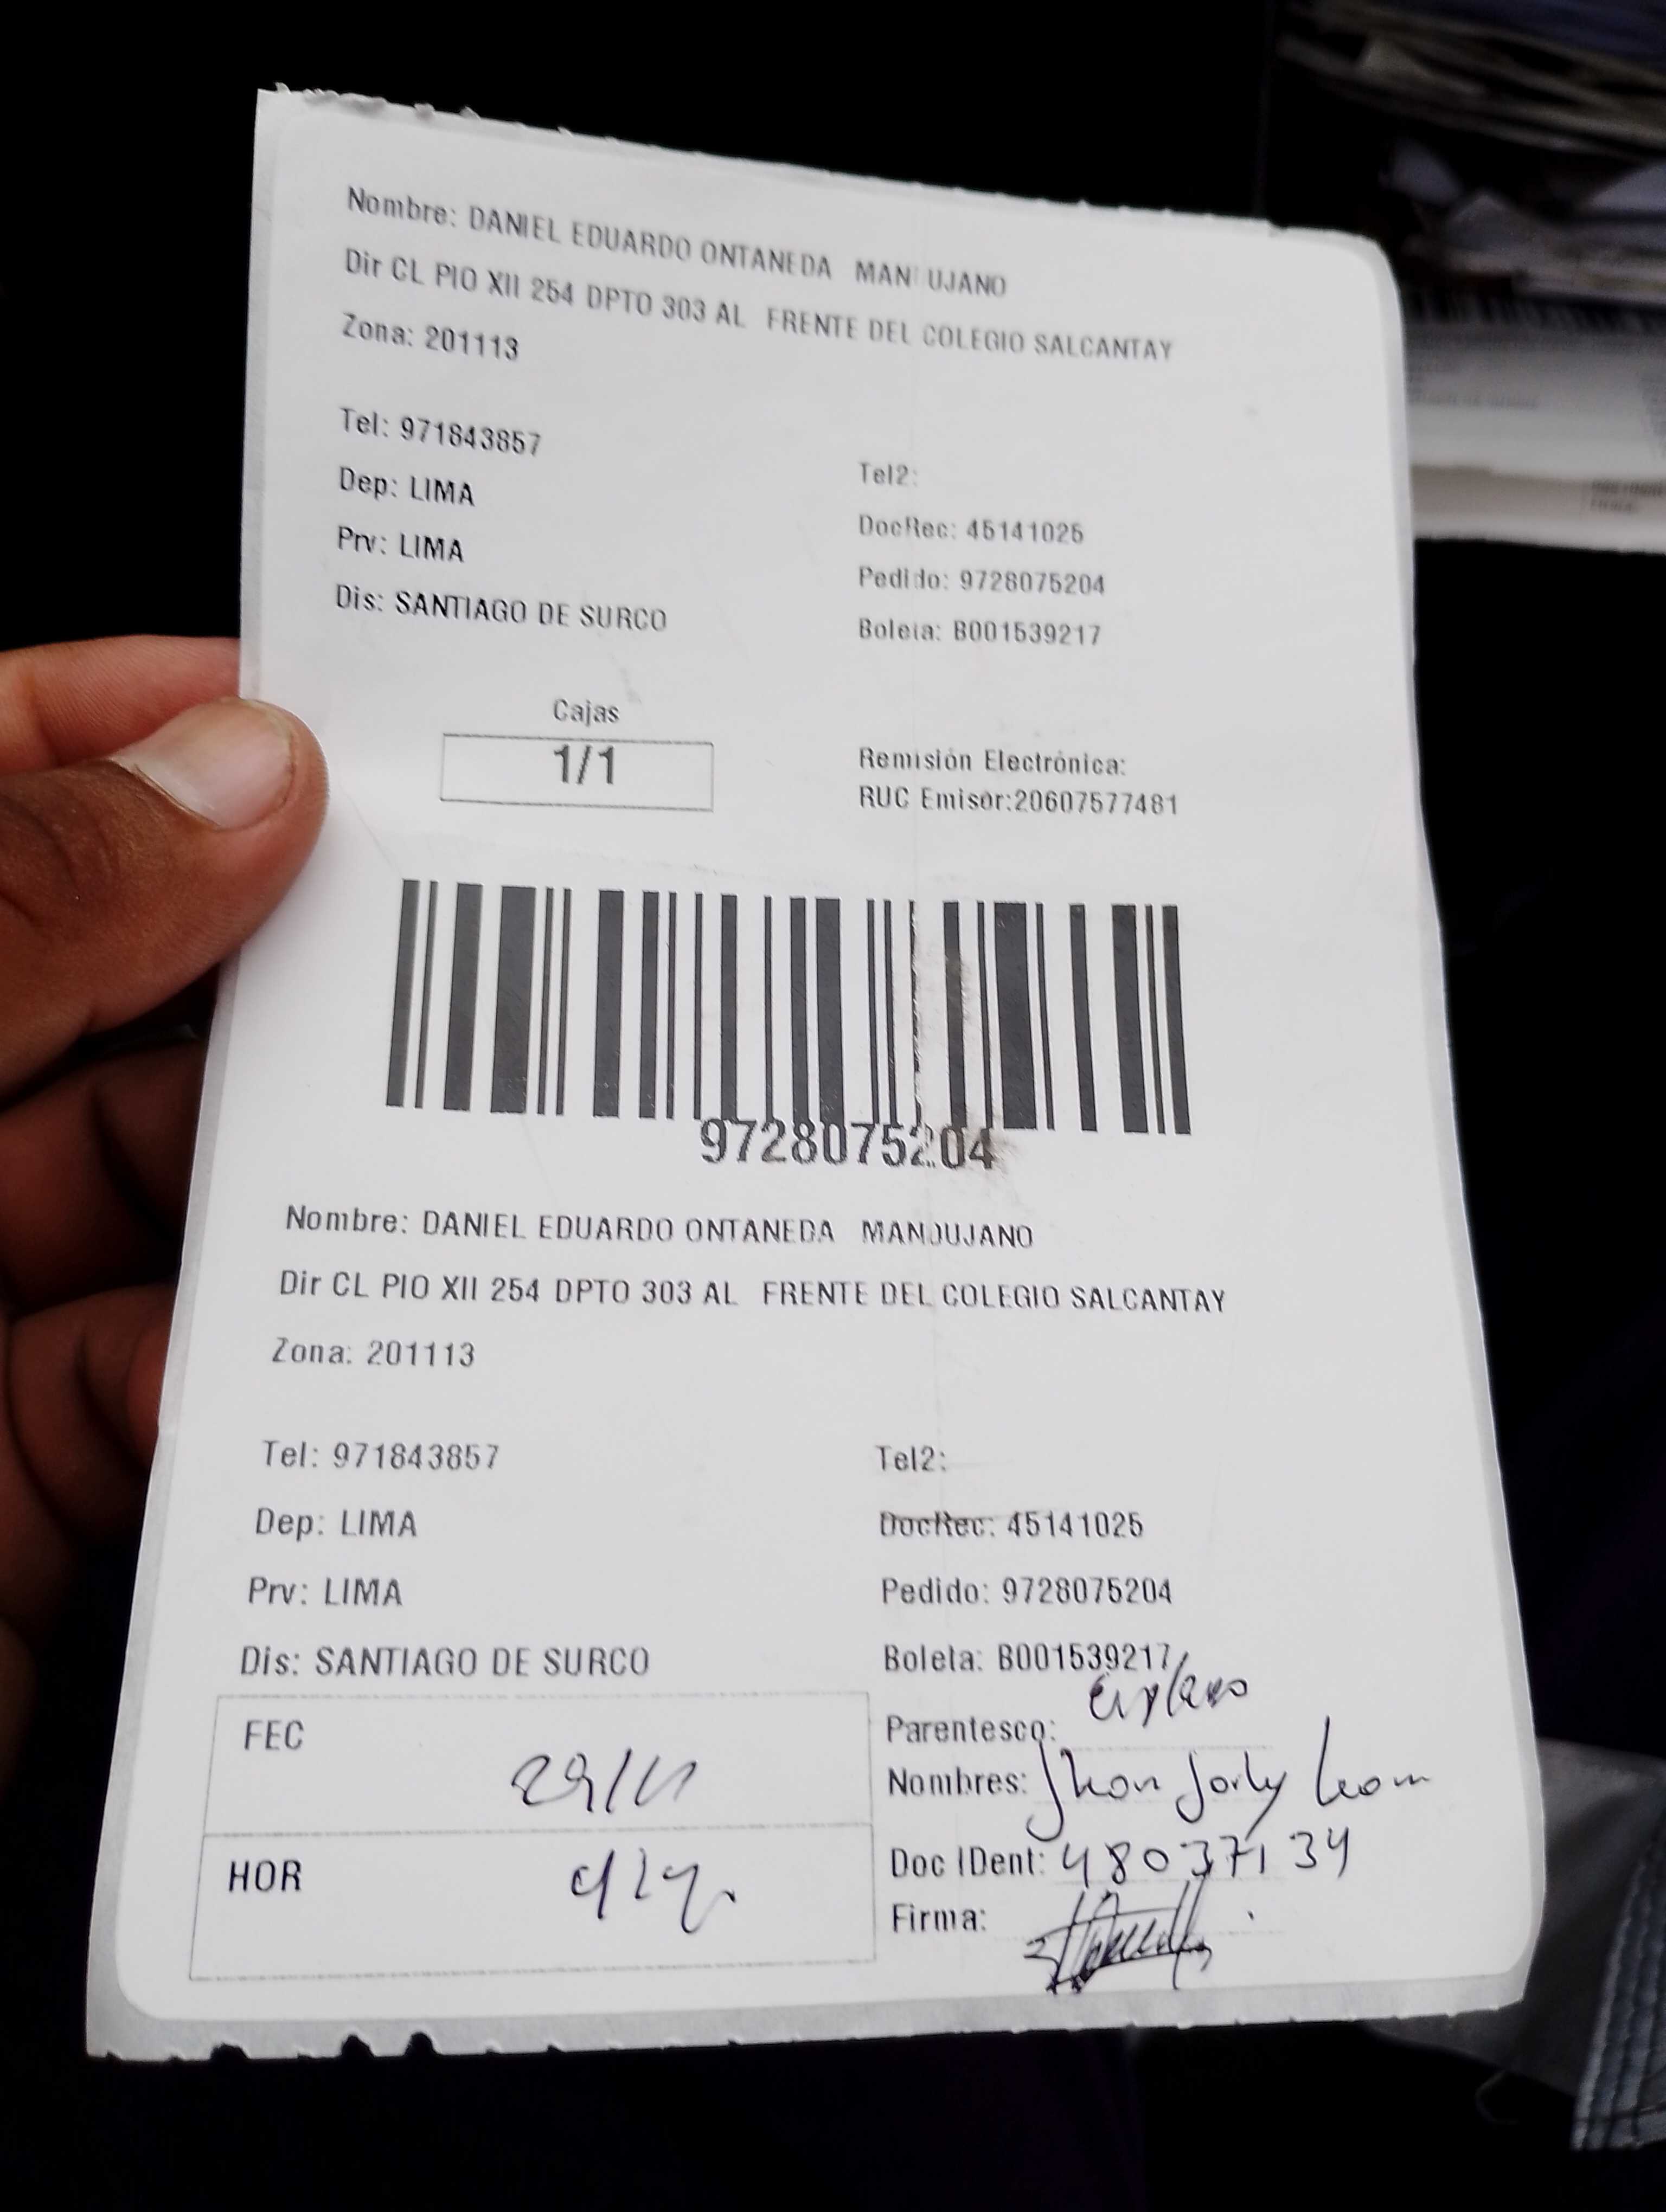 Nombre: DANIEL EDUARDO ONTANEDA MAN UJANO
Dir CL PIO XII 254 DPTO 303 AL FRENTE DEL COLEGIO SALCANTAY
Zona: 201113
Tel: 971843857
Tel2:
Dep: LIMA
DocRec: 45141025
Prv: LIMA
Pedido: 9728075204
Dis: SANTIAGO DE SURCO
Boleta: B001539217
Cajas
1/1
Remisión Electrónica:
RUC Emisor:20607577481
9728075204
Nombre: DANIEL EDUARDO ONTANEDA MANDUJANO
Dir CL PIO XII 254 DPTO 303 AL FRENTE DEL COLEGIO SALCANTAY
Zona: 201113
Tel: 971843857
Tel2:
Dep: LIMA
DocRec: 45141025
Prv: LIMA
Pedido: 9728075204
Dis: SANTIAGO DE SURCO
Boleta: B001539217
FEC 29/11
Parentesco:
Nombres: Jhon
HOR
Doc IDent: 48037134
Firma: